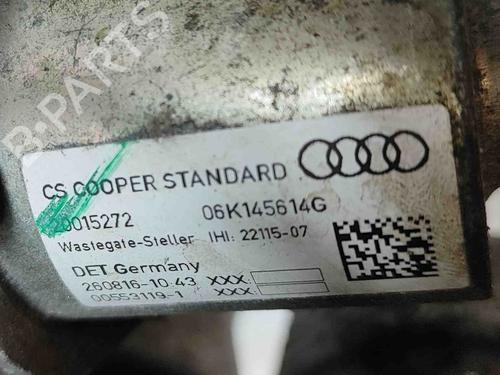 B-PARTS
CS COOPER STANDARD
20015272 06K145614G
Wastegate-Steller IHI: 22115-07
DET Germany
260816-10:43 XXX
00553119-1 XXX